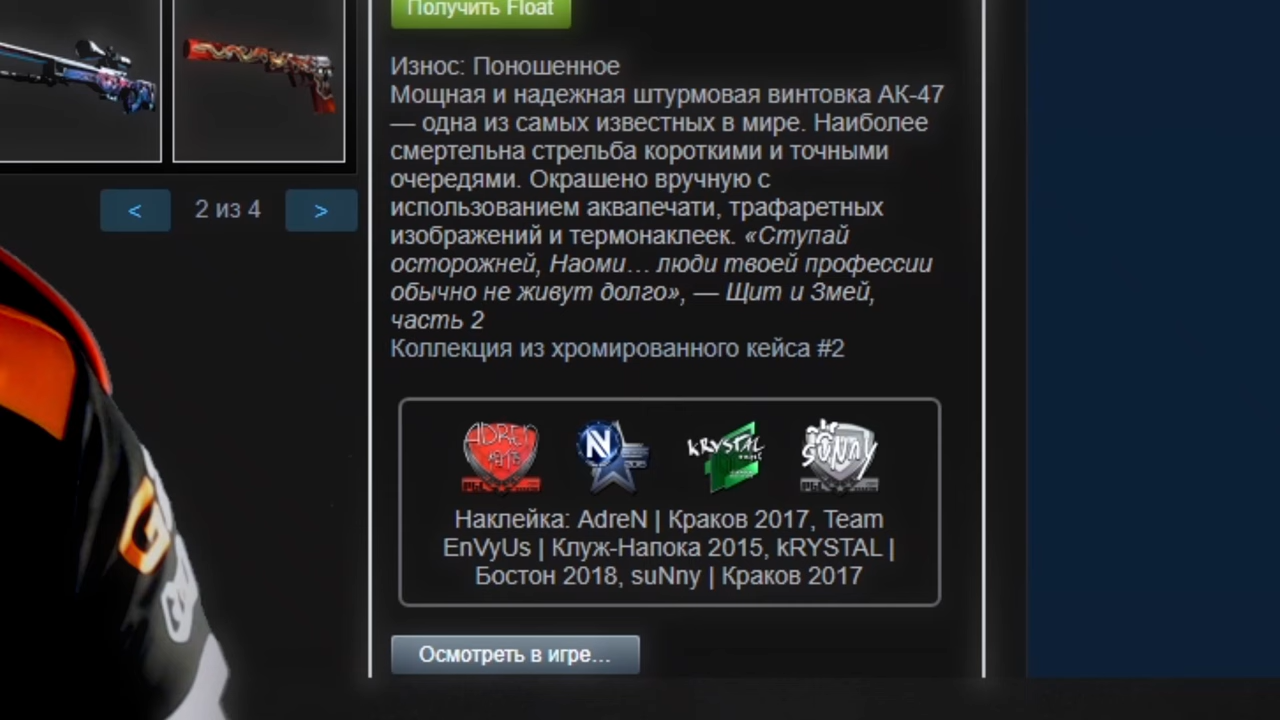 Получить Float
Износ: Поношенное
Мощная и надежная штурмовая винтовка АК-47
— одна из самых известных в мире. Наиболее
смертельна стрельба короткими и точными
очередями. Окрашено вручную с
использованием аквапечати, трафаретных
изображений и термонаклеек. «Ступай
осторожней, Наоми… люди твоей профессии
обычно не живут долго», — Щит и Змей,
часть 2
Коллекция из хромированного кейса #2
< 2 из 4 >
ADREN
N
KRYSTAL
SUNNY
Наклейка: AdreN | Краков 2017, Team
EnVyUs | Клуж-Напока 2015, kRYSTAL |
Бостон 2018, suNny | Краков 2017
Осмотреть в игре...
G